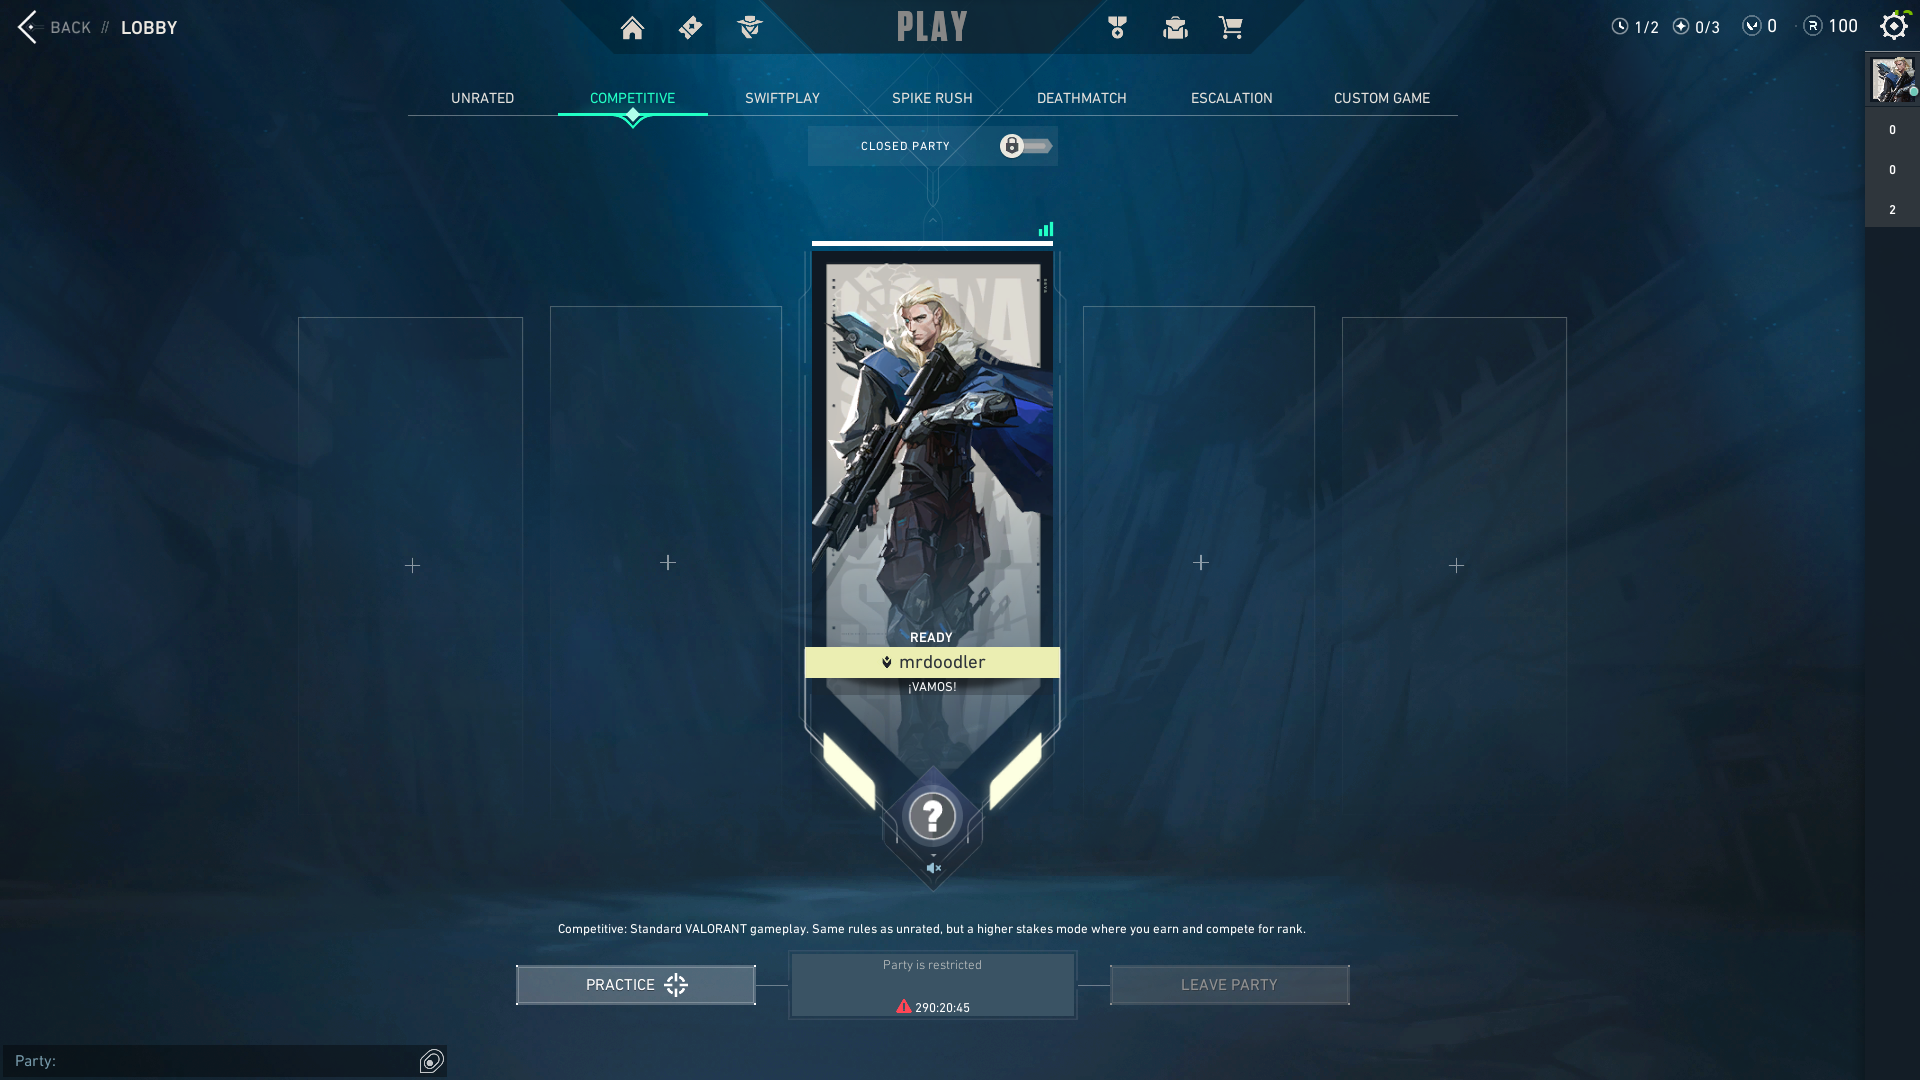 BACK // LOBBY
PLAY
1/2
0/3
0
100
UNRATED
COMPETITIVE
SWIFTPLAY
SPIKE RUSH
DEATHMATCH
ESCALATION
CUSTOM GAME
CLOSED PARTY
0
0
2
READY
mrdoodler
¡VAMOS!
?
Competitive: Standard VALORANT gameplay. Same rules as unrated, but a higher stakes mode where you earn and compete for rank.
PRACTICE
Party is restricted
290:20:45
LEAVE PARTY
Party: